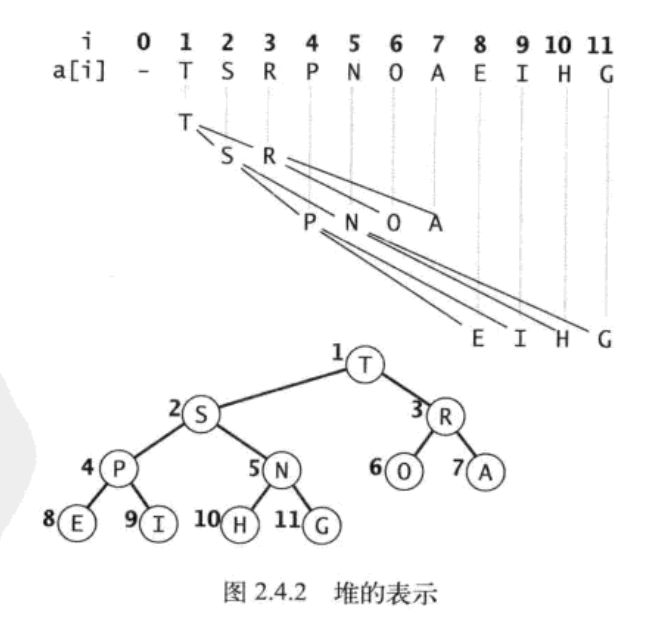 i 0 1 2 3 4 5 6 7 8 9 10 11
a[i] - T S R P N O A E I H G
T
S R
P N O A
E I H G
1 T
2 S 3 R
4 P 5 N 6 O 7 A
8 E 9 I 10 H 11 G
图 2.4.2 堆的表示